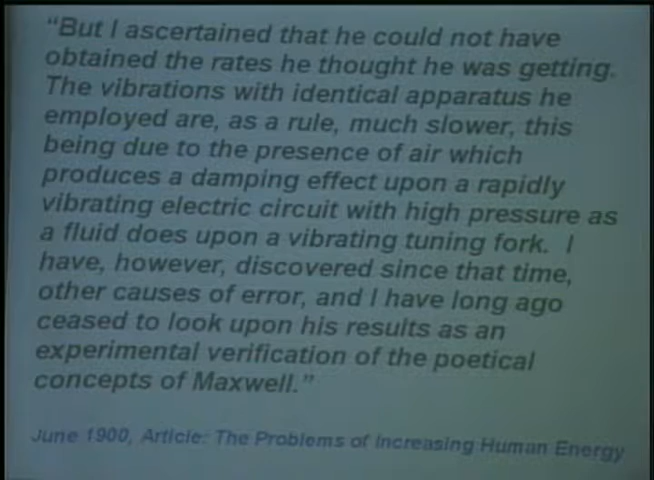 "But I ascertained that he could not have
obtained the rates he thought he was getting.
The vibrations with identical apparatus he
employed are, as a rule, much slower, this
being due to the presence of air which
produces a damping effect upon a rapidly
vibrating electric circuit with high pressure as
a fluid does upon a vibrating tuning fork. I
have, however, discovered since that time,
other causes of error, and I have long ago
ceased to look upon his results as an
experimental verification of the poetical
concepts of Maxwell."
June 1900, Article: The Problems of Increasing Human Energy